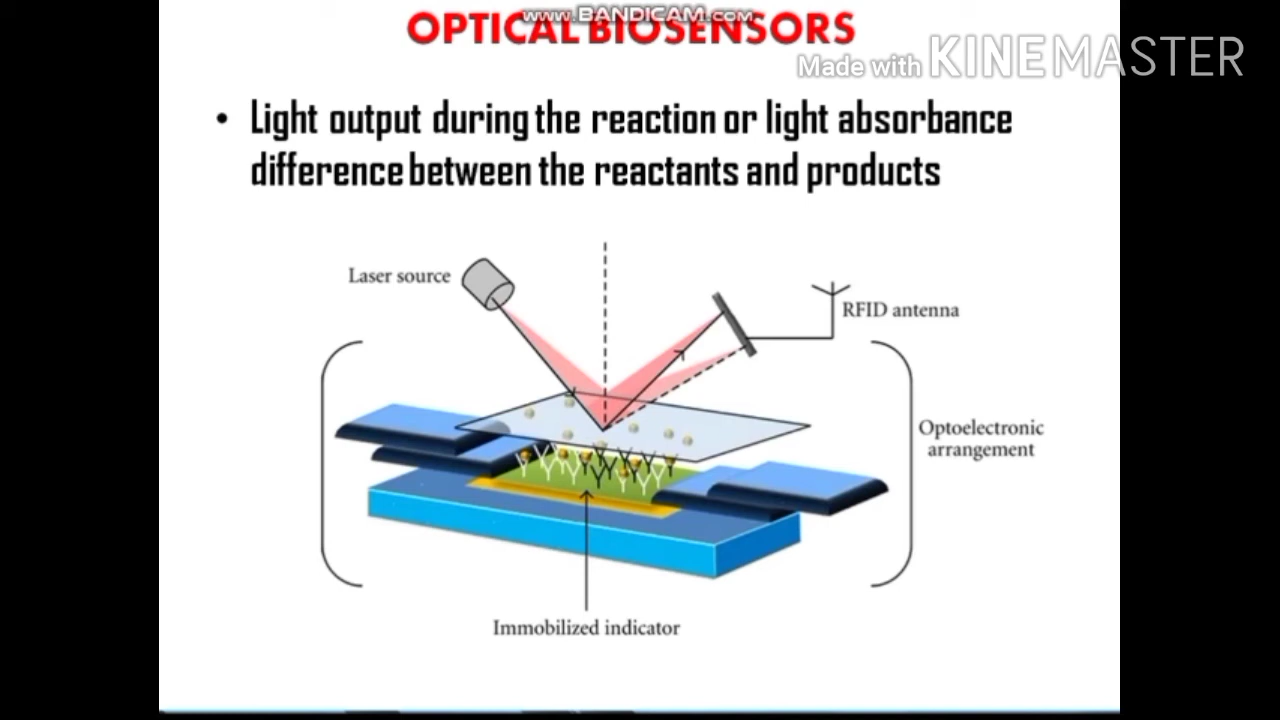 www.BANDICAM.com
OPTICAL BIOSENSORS
Made with KINEMASTER
• Light output during the reaction or light absorbance
difference between the reactants and products
Laser source
RFID antenna
Optoelectronic
arrangement
Immobilized indicator